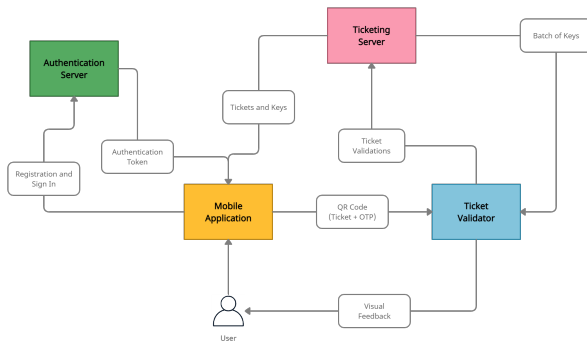 Ticketing
Server
Batch of Keys
Authentication
Server
Tickets and Keys
Authentication
Token
Ticket
Validations
Registration and
Sign In
Mobile
Application
QR Code
(Ticket + OTP)
Ticket
Validator
Visual
Feedback
User